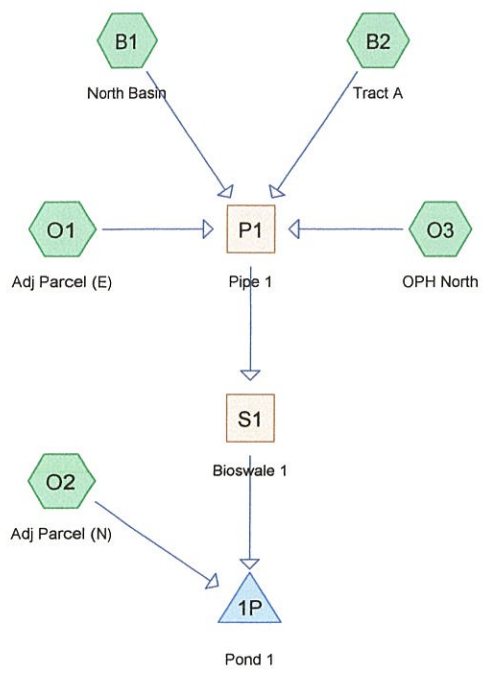 B1
B2
North Basin
Tract A
O1
P1
O3
Adj Parcel (E)
Pipe 1
OPH North
S1
Bioswale 1
O2
Adj Parcel (N)
1P
Pond 1